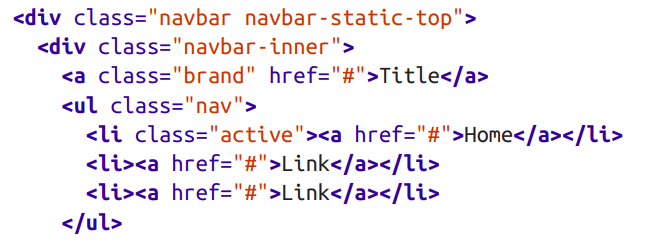 <div class="navbar navbar-static-top">
<div class="navbar-inner">
<a class="brand" href="#">Title</a>
<ul class="nav">
<li class="active"><a href="#">Home</a></li>
<li><a href="#">Link</a></li>
<li><a href="#">Link</a></li>
</ul>